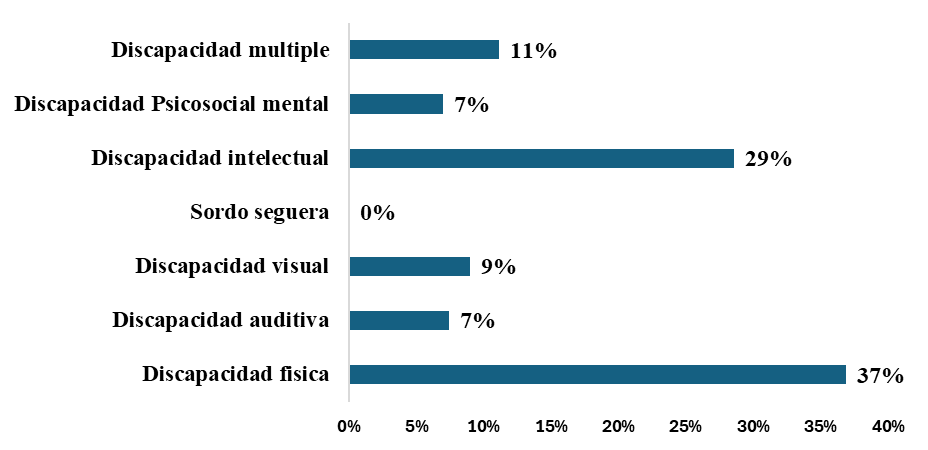 Discapacidad multiple 11%
Discapacidad Psicosocial mental 7%
Discapacidad intelectual 29%
Sordo seguera 0%
Discapacidad visual 9%
Discapacidad auditiva 7%
Discapacidad fisica 37%
0% 5% 10% 15% 20% 25% 30% 35% 40%